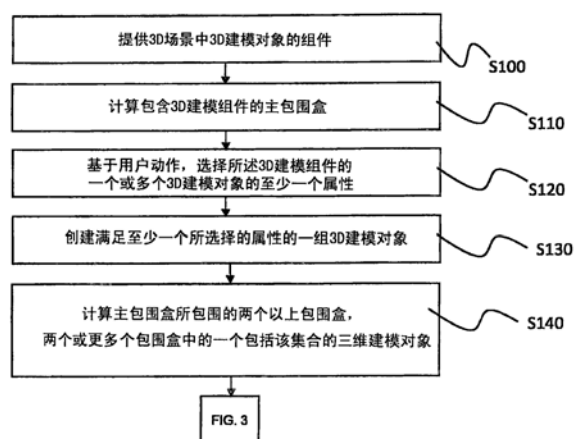 提供3D场景中3D建模对象的组件
S100
计算包含3D建模组件的主包围盒
S110
基于用户动作，选择所述3D建模组件的
一个或多个3D建模对象的至少一个属性
S120
创建满足至少一个所选择的属性的一组3D建模对象
S130
计算主包围盒所包围的两个以上包围盒，
两个或更多个包围盒中的一个包括该集合的三维建模对象
S140
FIG. 3